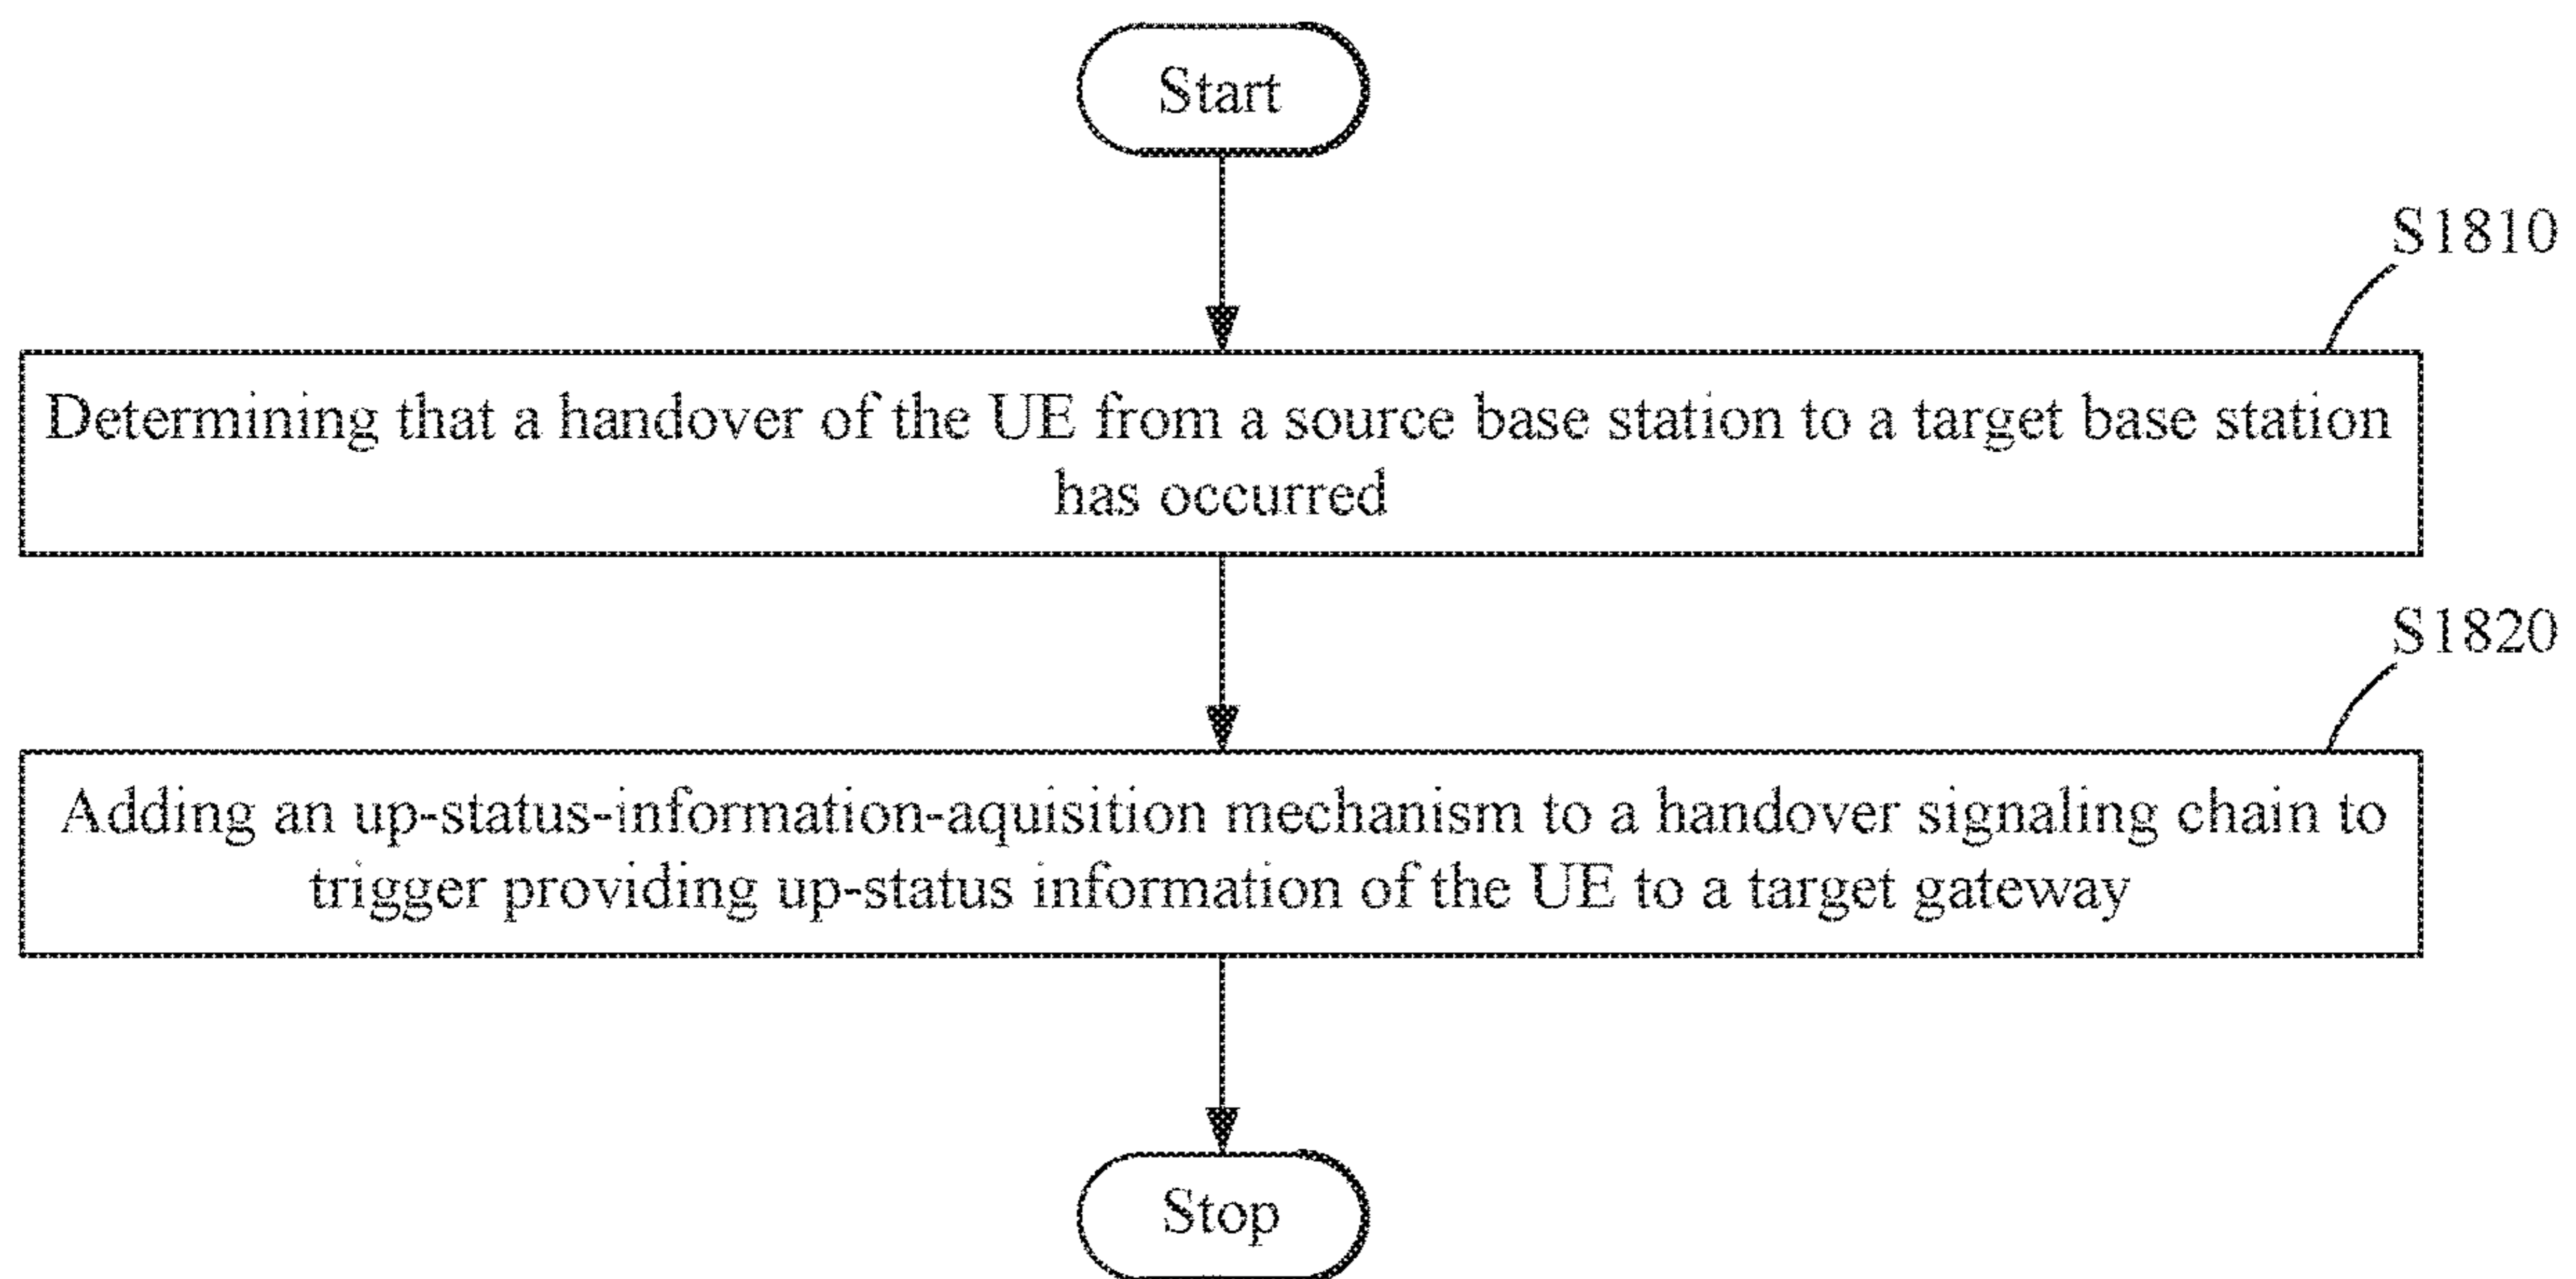 Start
S1810
Determining that a handover of the UE from a source base station to a target base station
has occurred
S1820
Adding an up-status-information-aquisition mechanism to a handover signaling chain to
trigger providing up-status information of the UE to a target gateway
Stop